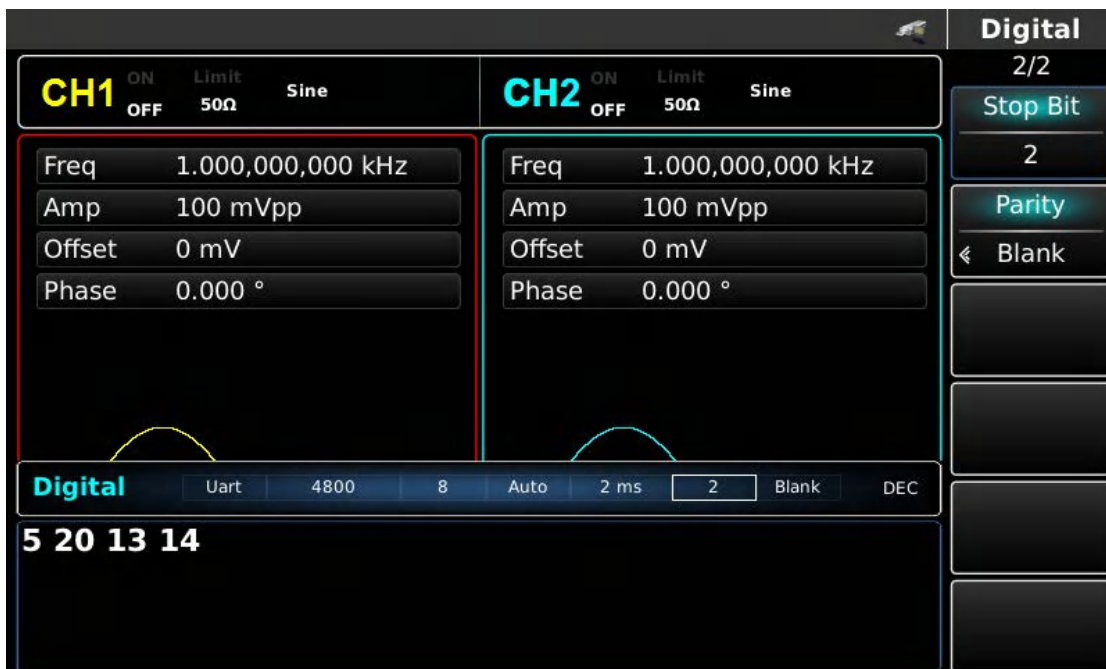 Digital
2/2
CH1 ON OFF Limit 50Ω Sine
CH2 ON OFF Limit 50Ω Sine
Stop Bit
2
Freq 1.000,000,000 kHz
Amp 100 mVpp
Offset 0 mV
Phase 0.000 °
Freq 1.000,000,000 kHz
Amp 100 mVpp
Offset 0 mV
Phase 0.000 °
Parity
Blank
Digital Uart 4800 8 Auto 2 ms 2 Blank DEC
5 20 13 14